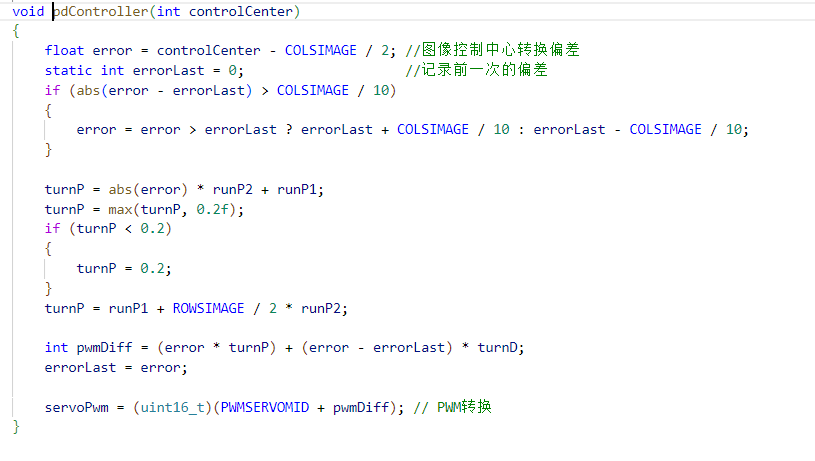 void pdController(int controlCenter)
{
    float error = controlCenter - COLSIMAGE / 2; //图像控制中心转换偏差
    static int errorLast = 0;                    //记录前一次的偏差
    if (abs(error - errorLast) > COLSIMAGE / 10)
    {
        error = error > errorLast ? errorLast + COLSIMAGE / 10 : errorLast - COLSIMAGE / 10;
    }

    turnP = abs(error) * runP2 + runP1;
    turnP = max(turnP, 0.2f);
    if (turnP < 0.2)
    {
        turnP = 0.2;
    }
    turnP = runP1 + ROWSIMAGE / 2 * runP2;

    int pwmDiff = (error * turnP) + (error - errorLast) * turnD;
    errorLast = error;

    servoPwm = (uint16_t)(PWMSERVOMID + pwmDiff); // PWM转换
}